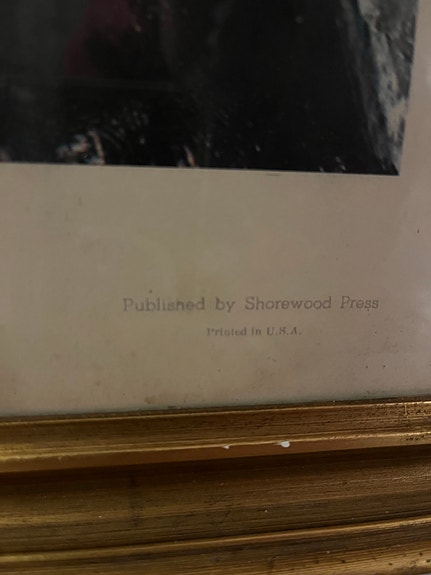 Published by Shorewood Press
Printed in U.S.A.